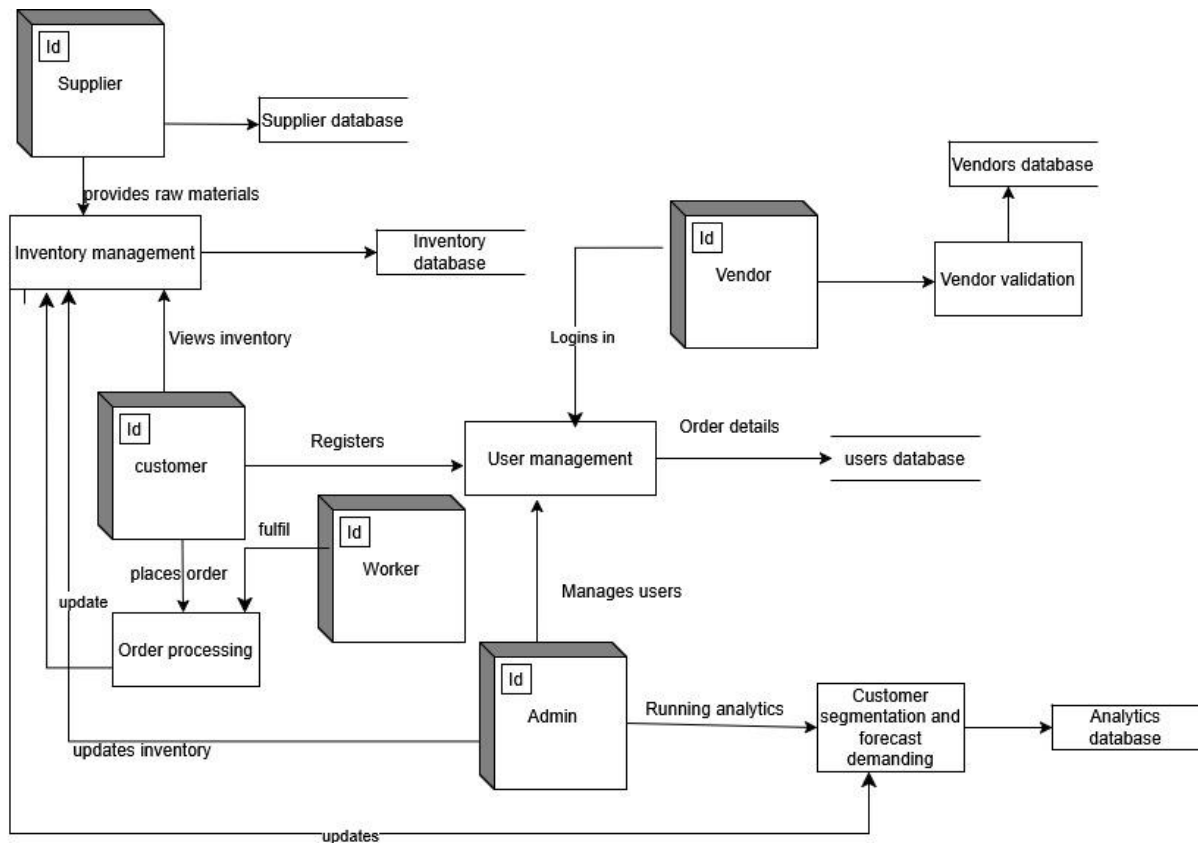 Id
Supplier
Supplier database
provides raw materials
Inventory management
Inventory
database
Vendors database
Id
Vendor
Vendor validation
Views inventory
Logins in
Id
customer
Registers
User management
Order details
users database
fulfil
Id
Worker
places order
update
Order processing
Manages users
Id
Admin
Running analytics
Customer
segmentation and
forecast
demanding
Analytics
database
updates inventory
updates